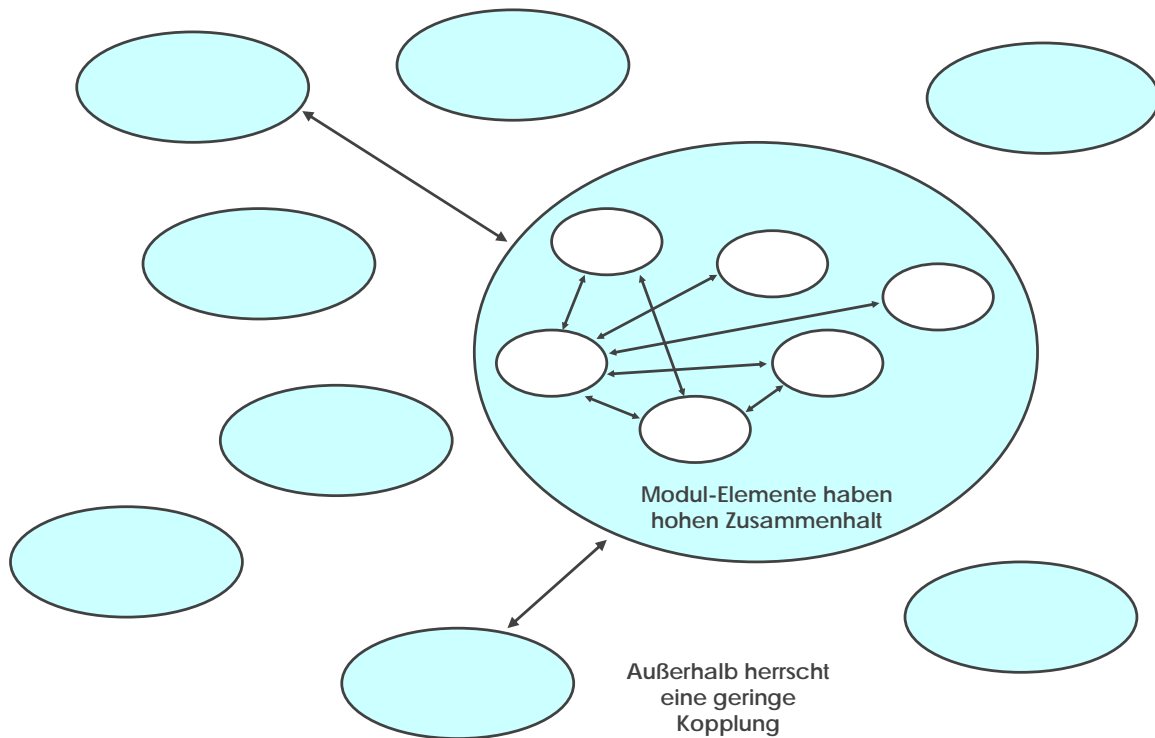 Modul-Elemente haben
hohen Zusammenhalt
Außerhalb herrscht
eine geringe
Kopplung